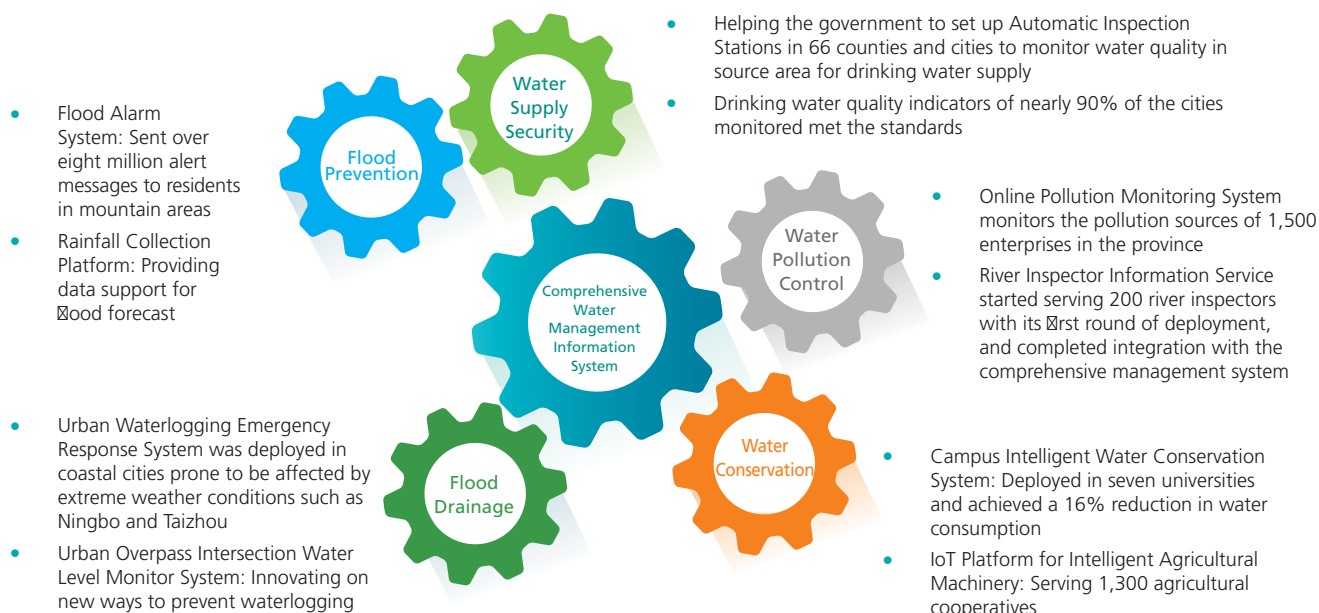 Water
Supply
Security
• Helping the government to set up Automatic Inspection
Stations in 66 counties and cities to monitor water quality in
source area for drinking water supply
• Drinking water quality indicators of nearly 90% of the cities
monitored met the standards
Flood
Prevention
• Flood Alarm
System: Sent over
eight million alert
messages to residents
in mountain areas
• Rainfall Collection
Platform: Providing
data support for
☒ood forecast
Water
Pollution
Control
• Online Pollution Monitoring System
monitors the pollution sources of 1,500
enterprises in the province
• River Inspector Information Service
started serving 200 river inspectors
with its ☒rst round of deployment,
and completed integration with the
comprehensive management system
Comprehensive
Water
Management
Information
System
• Urban Waterlogging Emergency
Response System was deployed in
coastal cities prone to be affected by
extreme weather conditions such as
Ningbo and Taizhou
• Urban Overpass Intersection Water
Level Monitor System: Innovating on
new ways to prevent waterlogging
Flood
Drainage
Water
Conservation
• Campus Intelligent Water Conservation
System: Deployed in seven universities
and achieved a 16% reduction in water
consumption
• IoT Platform for Intelligent Agricultural
Machinery: Serving 1,300 agricultural
cooperatives